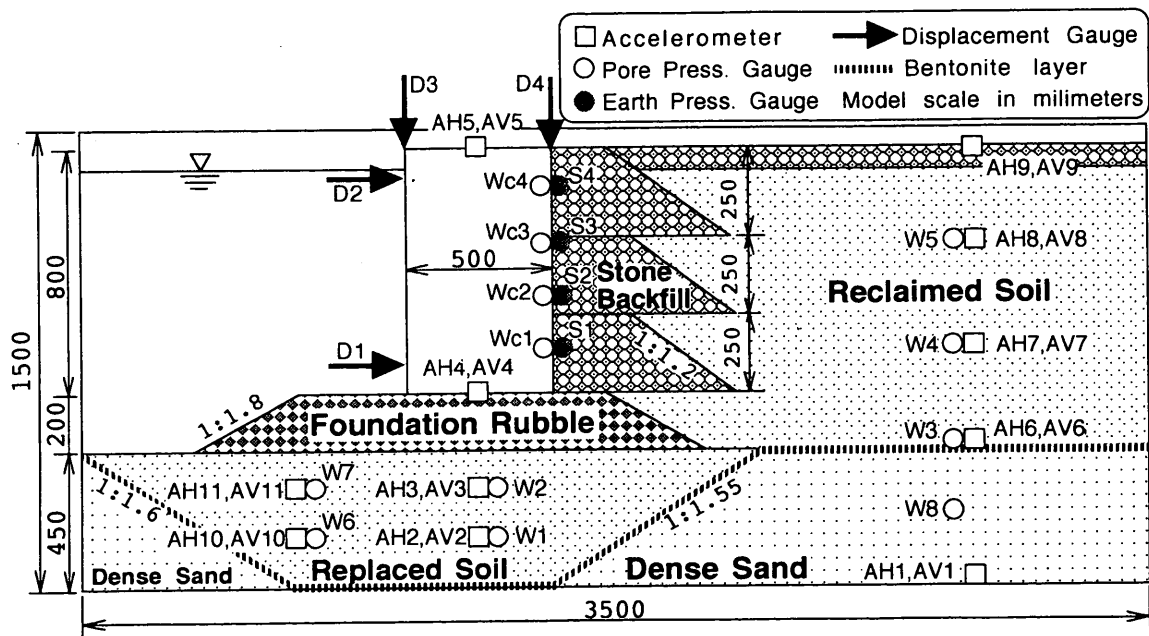 Accelerometer
Displacement Gauge
Pore Press. Gauge
Bentonite layer
Earth Press. Gauge
Model scale in milimeters
D3
D4
AH5,AV5
AH9,AV9
D2
Wc4
S4
250
Wc3
S3
W5
AH8,AV8
500
800
Wc2
S2
Stone
Backfill
250
Reclaimed Soil
1500
Wc1
S1
D1
1:1.2
250
W4
AH7,AV7
AH4,AV4
1:1.8
200
Foundation Rubble
W3
AH6,AV6
1:1.6
AH11,AV11
W7
AH3,AV3
W2
1:1.55
W8
450
AH10,AV10
W6
AH2,AV2
W1
Dense Sand
Replaced Soil
Dense Sand
AH1,AV1
3500